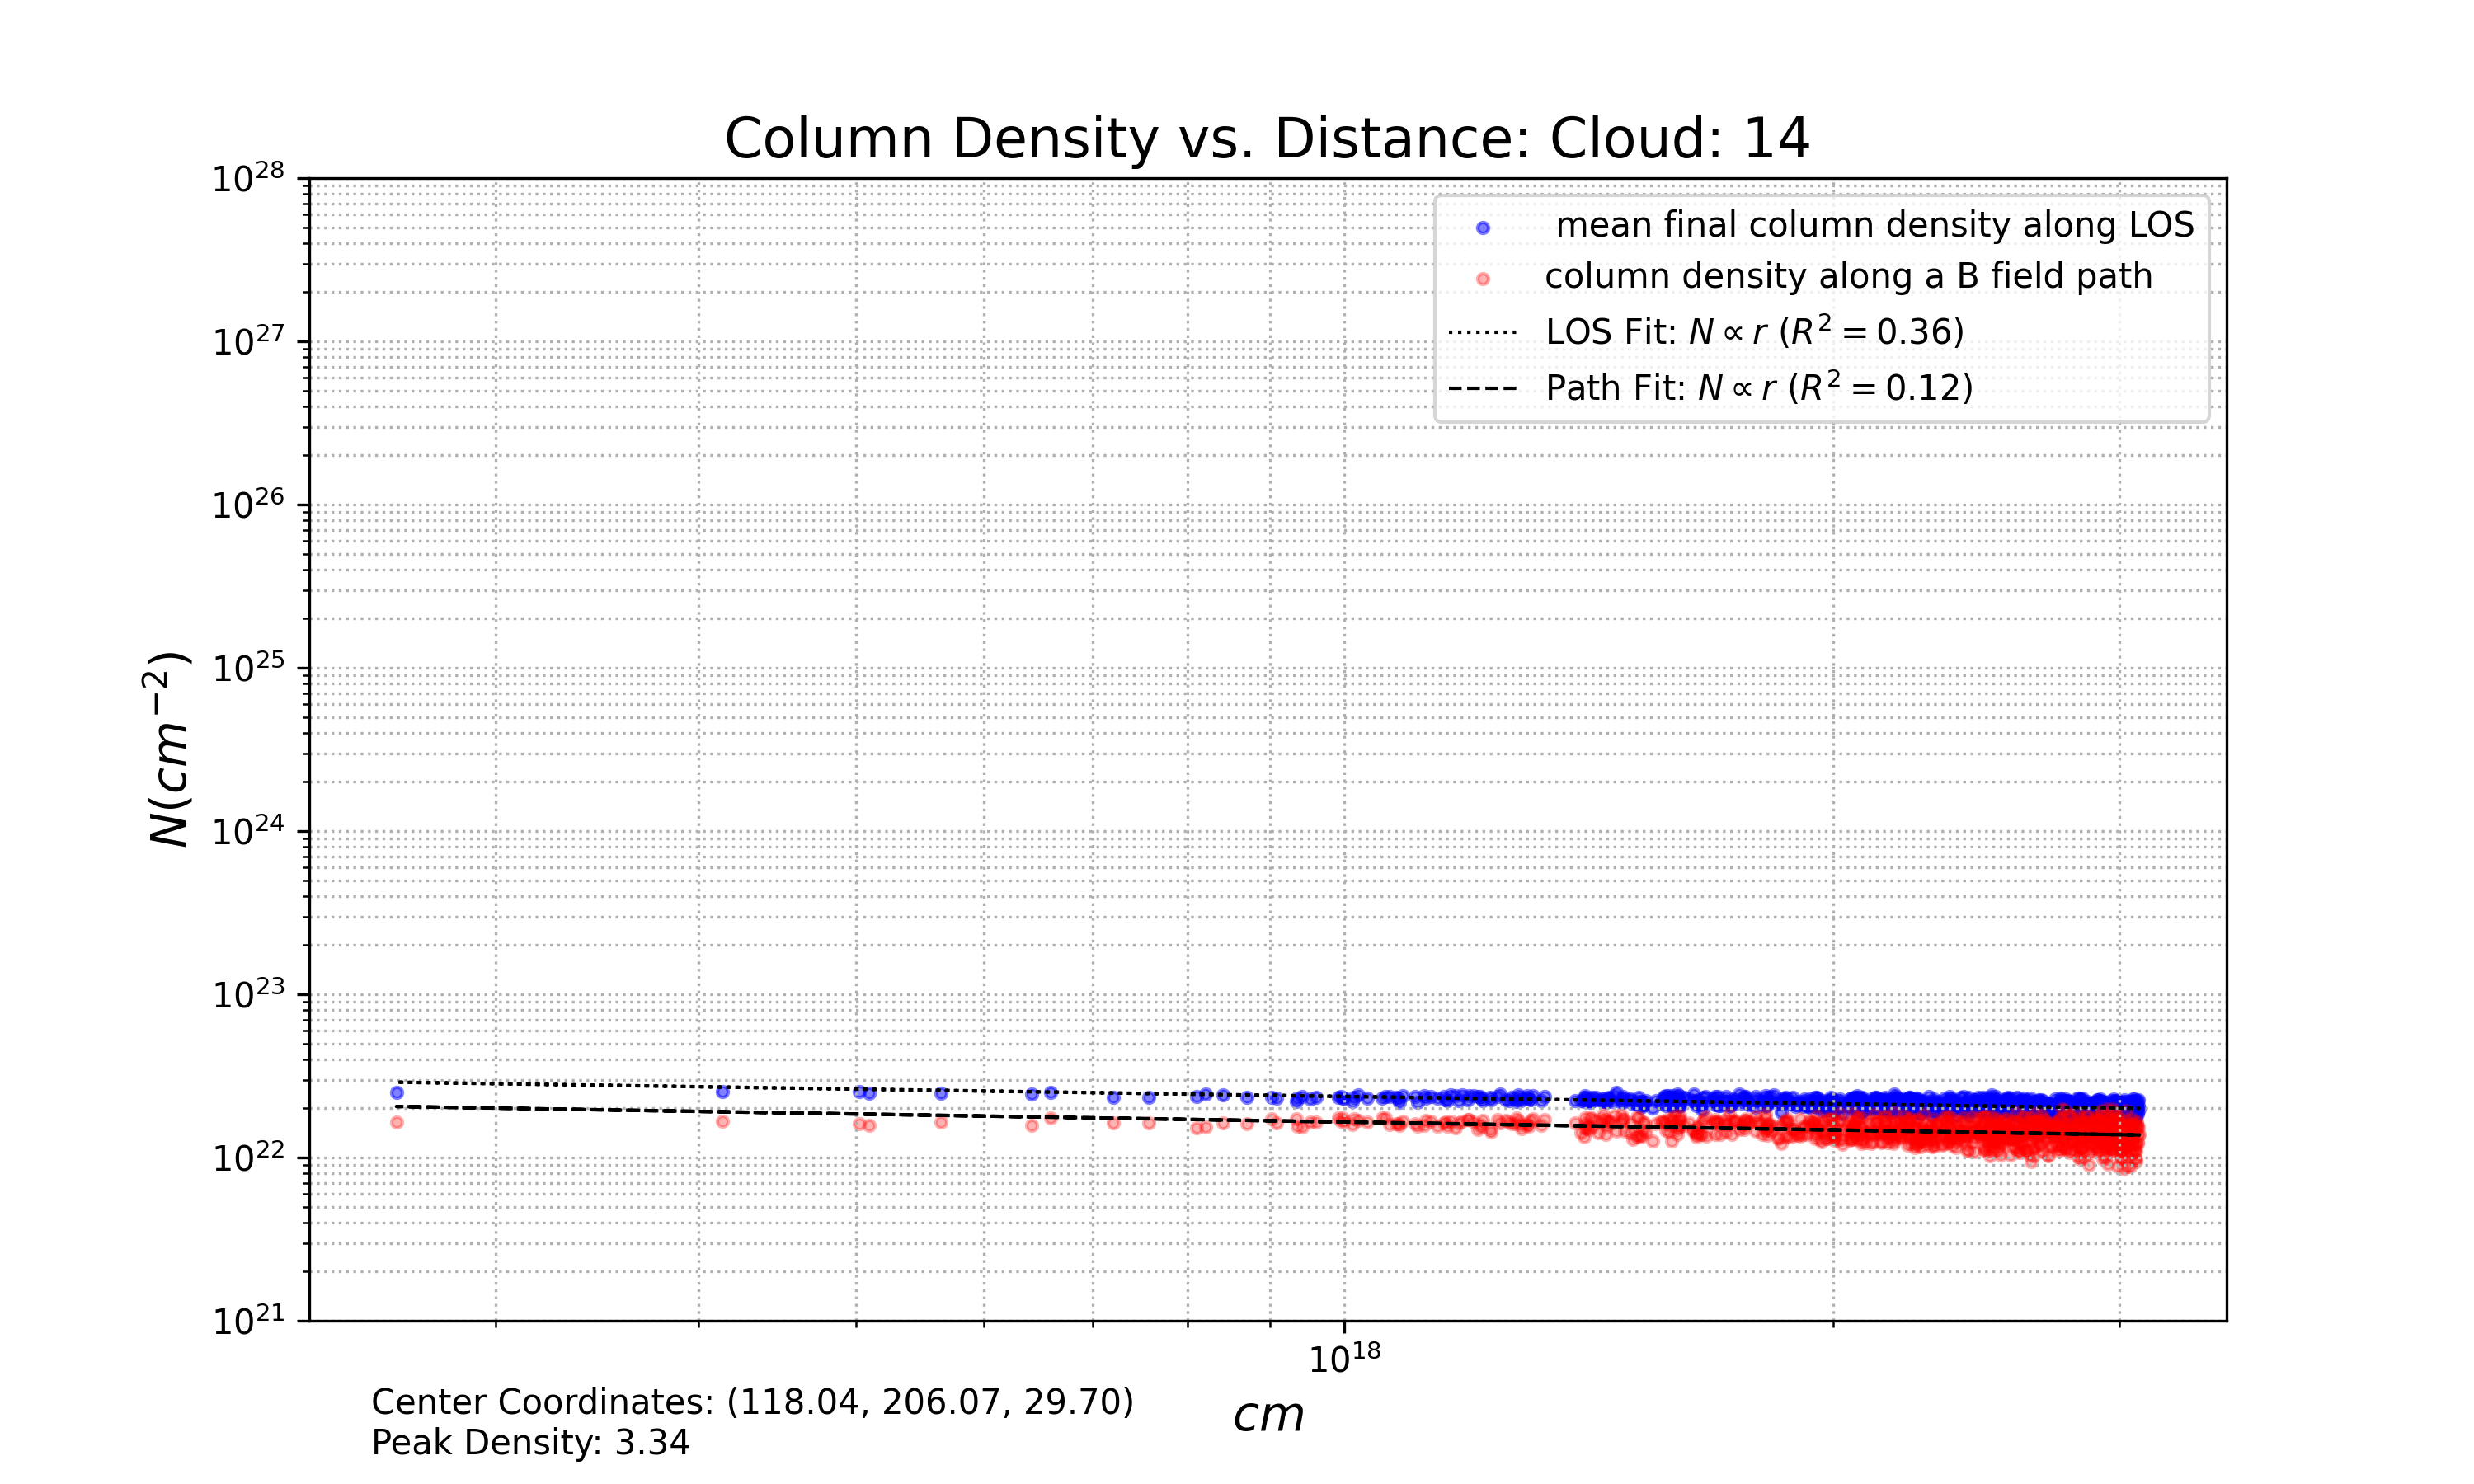 Column Density vs. Distance: Cloud: 14
10^28
10^27
10^26
10^25
10^24
10^23
10^22
10^21
N(cm^−2)
mean final column density along LOS
column density along a B field path
LOS Fit: N ∝ r (R^2 = 0.36)
Path Fit: N ∝ r (R^2 = 0.12)
10^18
cm
Center Coordinates: (118.04, 206.07, 29.70)
Peak Density: 3.34